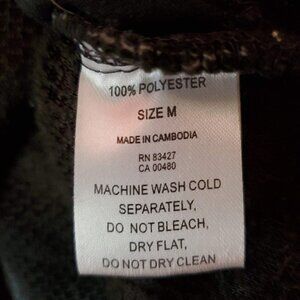 100% POLYESTER
SIZE M
MADE IN CAMBODIA
RN 83427
CA 00480
MACHINE WASH COLD
SEPARATELY,
DO NOT BLEACH,
DRY FLAT,
DO NOT DRY CLEAN